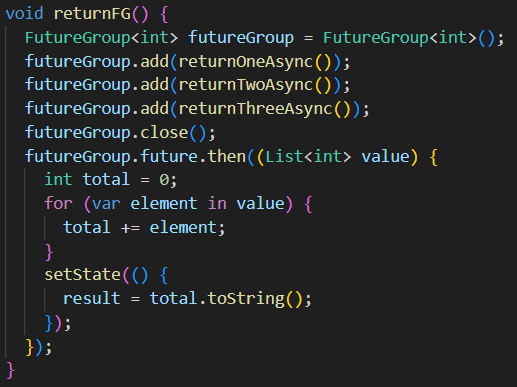 void returnFG() {
  FutureGroup<int> futureGroup = FutureGroup<int>();
  futureGroup.add(returnOneAsync());
  futureGroup.add(returnTwoAsync());
  futureGroup.add(returnThreeAsync());
  futureGroup.close();
  futureGroup.future.then((List<int> value) {
    int total = 0;
    for (var element in value) {
      total += element;
    }
    setState(() {
      result = total.toString();
    });
  });
}